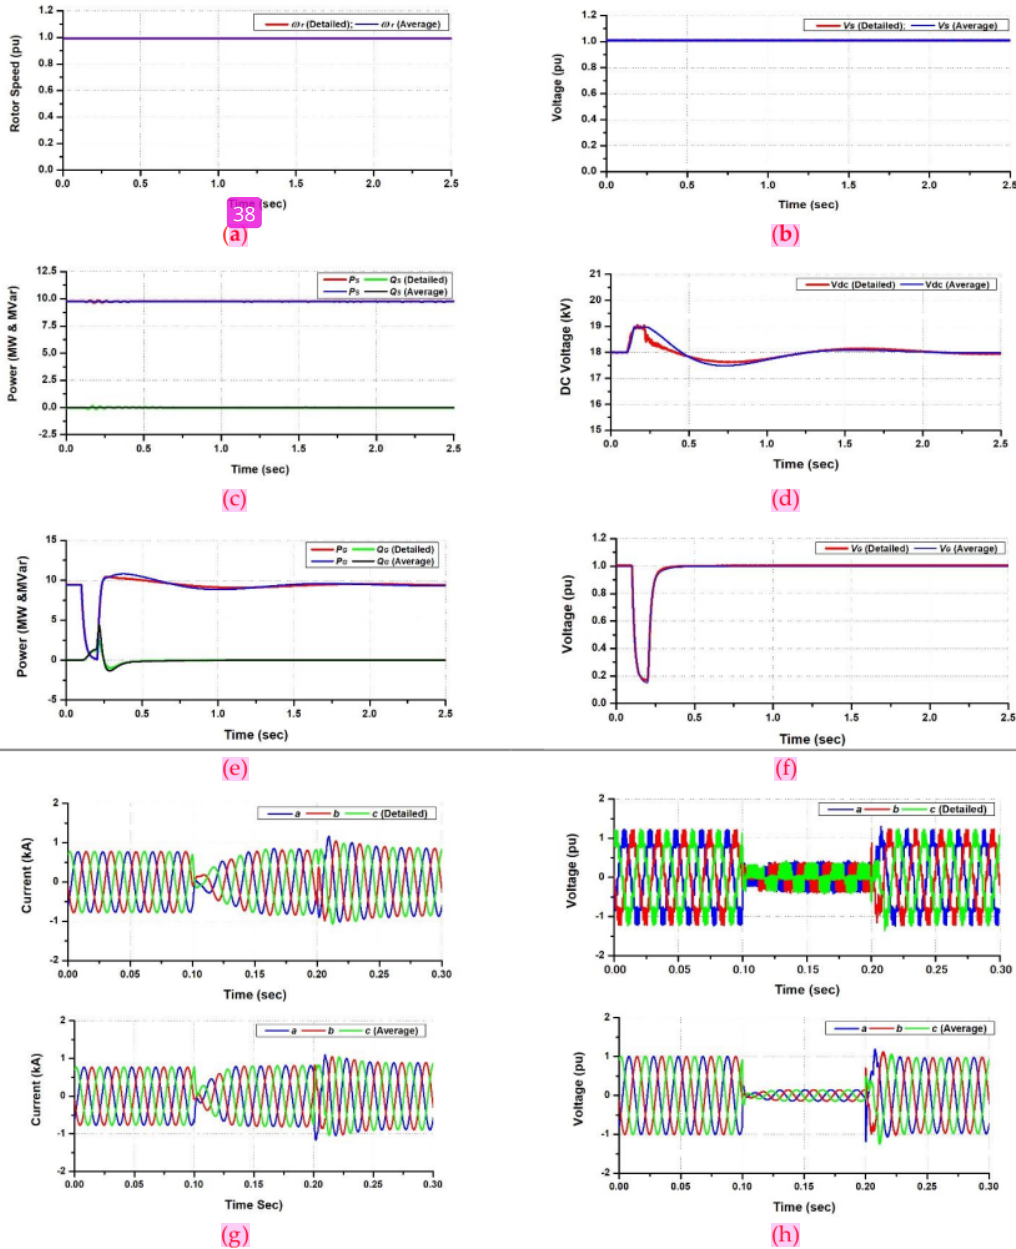 ωr (Detailed); ωr (Average)
Rotor Speed (pu)
1.2
1.0
0.8
0.6
0.4
0.2
0.0
0.0 0.5 1.0 1.5 2.0 2.5
Time (sec)
38
(a)
Vs (Detailed); Vs (Average)
Voltage (pu)
1.2
1.0
0.8
0.6
0.4
0.2
0.0
0.0 0.5 1.0 1.5 2.0 2.5
Time (sec)
(b)
Ps Qs (Detailed)
Ps Qs (Average)
Power (MW & MVar)
12.5
10.0
7.5
5.0
2.5
0.0
-2.5
0.0 0.5 1.0 1.5 2.0 2.5
Time (sec)
(c)
Vdc (Detailed) Vdc (Average)
DC Voltage (kV)
21
20
19
18
17
16
15
0.0 0.5 1.0 1.5 2.0 2.5
Time (sec)
(d)
PG QG (Detailed)
PG QG (Average)
Power (MW &MVar)
15
10
5
0
-5
0.0 0.5 1.0 1.5 2.0 2.5
Time (sec)
(e)
VG (Detailed) VG (Average)
Voltage (pu)
1.2
1.0
0.8
0.6
0.4
0.2
0.0
0.0 0.5 1.0 1.5 2.0 2.5
Time (sec)
(f)
a b c (Detailed)
Current (kA)
2
1
0
-1
-2
0.00 0.05 0.10 0.15 0.20 0.25 0.30
Time (sec)
a b c (Average)
Current (kA)
2
1
0
-1
-2
0.00 0.05 0.10 0.15 0.20 0.25 0.30
Time Sec)
(g)
a b c (Detailed)
Voltage (pu)
2
1
0
-1
-2
0.00 0.05 0.10 0.15 0.20 0.25 0.30
Time (sec)
a b c (Average)
Voltage (pu)
2
1
0
-1
-2
0.00 0.05 0.10 0.15 0.20 0.25 0.30
Time (sec)
(h)